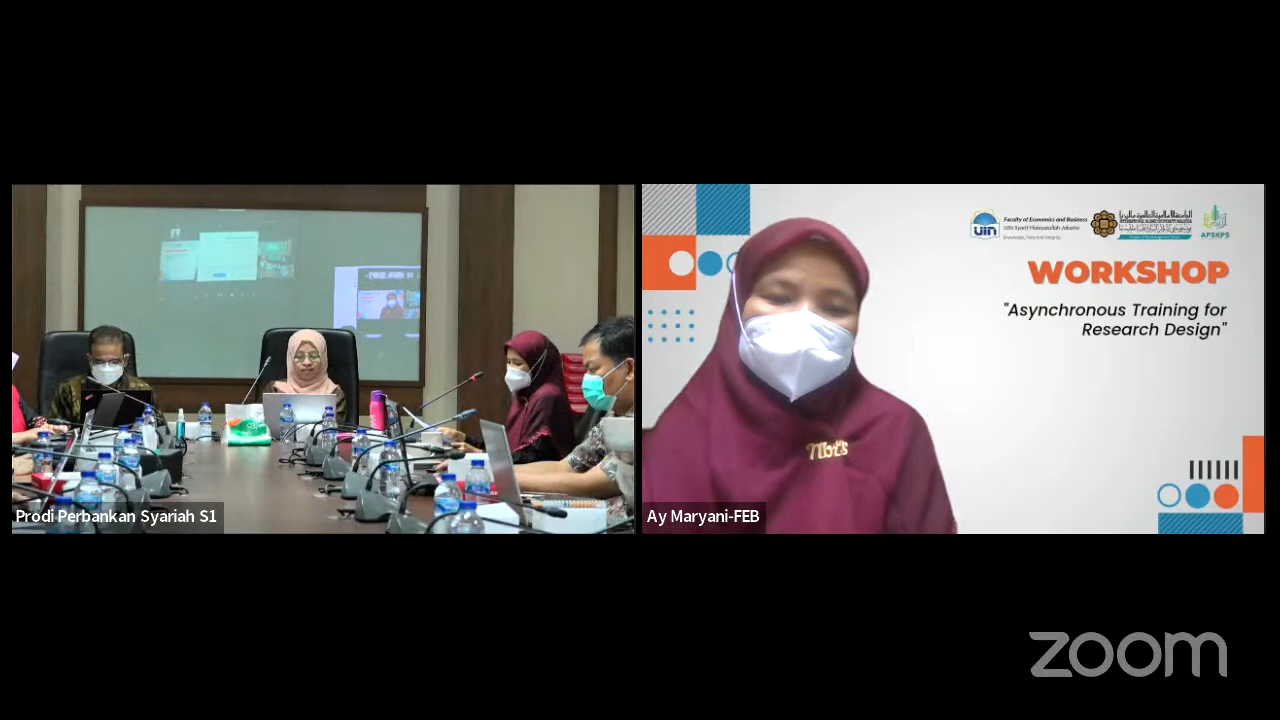 Faculty of Economics and Business
UIN Syarif Hidayatullah Jakarta
UIN
APSKPS
WORKSHOP
"Asynchronous Training for
Research Design"
Prodi Perbankan Syariah S1
Ay Maryani-FEB
zoom